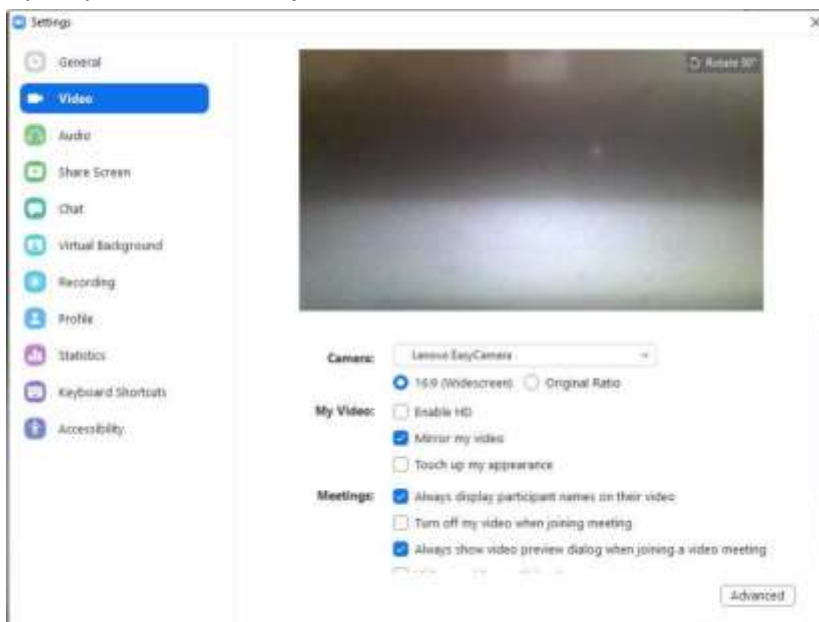 Settings
General
Rotate 90°
Video
Audio
Share Screen
Chat
Virtual Background
Recording
Profile
Statistics
Keyboard Shortcuts
Accessibility
Camera: Lenovo EasyCamera
16:9 (Widescreen) Original Ratio
My Video: Enable HD
Mirror my video
Touch up my appearance
Meetings: Always display participant names on their video
Turn off my video when joining meeting
Always show video preview dialog when joining a video meeting
Advanced